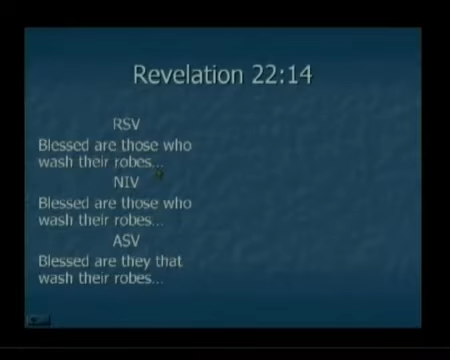 Revelation 22:14
RSV
Blessed are those who
wash their robes...
NIV
Blessed are those who
wash their robes...
ASV
Blessed are they that
wash their robes...